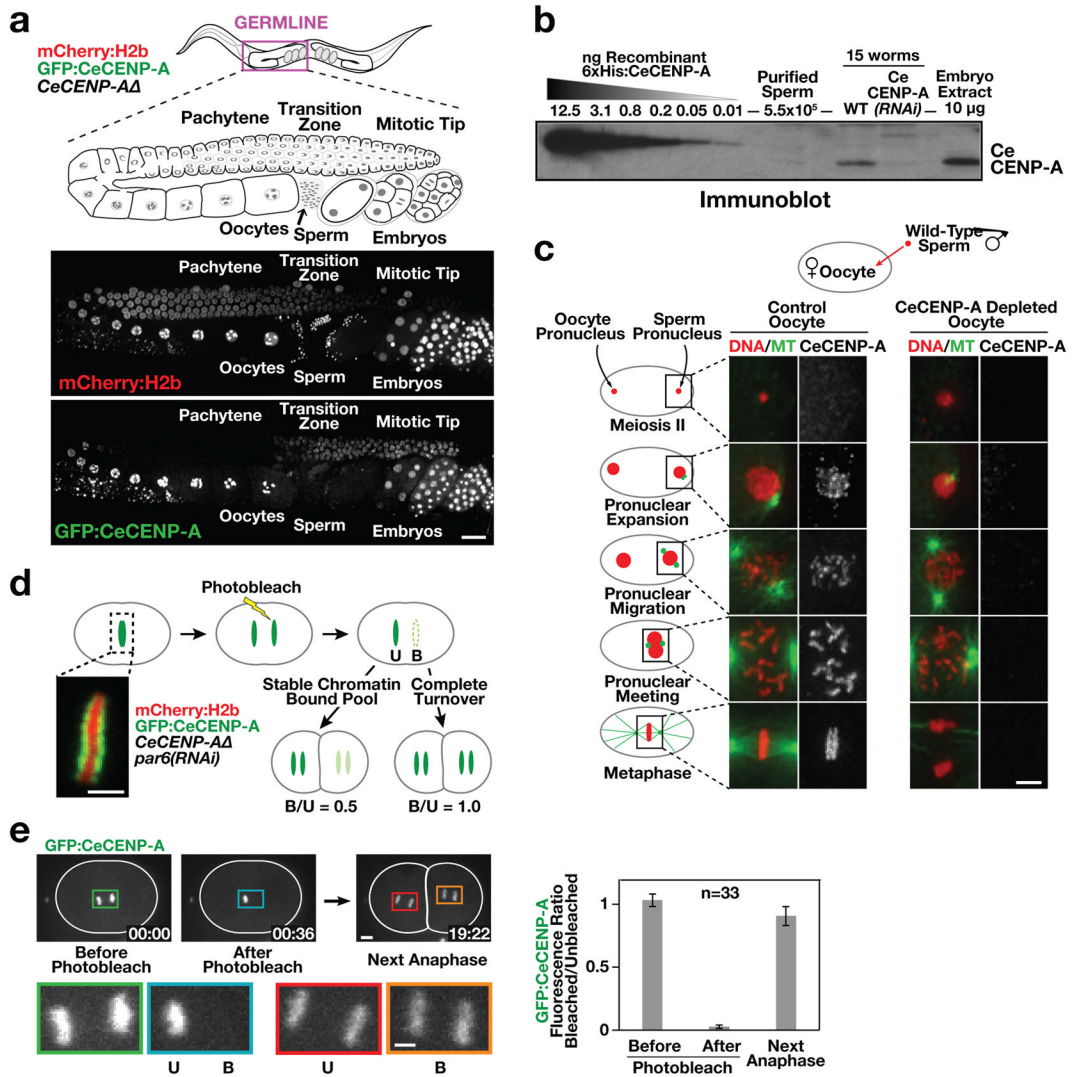 a
GERMLINE
mCherry:H2b
GFP:CeCENP-A
CeCENP-AΔ
Pachytene
Transition
Zone
Mitotic Tip
Oocytes
Sperm
Embryos
Pachytene
Transition
Zone
Mitotic Tip
Oocytes
Sperm
Embryos
mCherry:H2b
Pachytene
Transition
Zone
Mitotic Tip
Oocytes
Sperm
Embryos
GFP:CeCENP-A
b
ng Recombinant
6xHis:CeCENP-A
12.5 3.1 0.8 0.2 0.05 0.01
Purified
Sperm
— 5.5x10⁵ —
15 worms
Ce
CENP-A
WT (RNAi)
Embryo
Extract
— 10 µg
Ce
CENP-A
Immunoblot
c
♀Oocyte
Wild-Type
Sperm ♂
Oocyte
Pronucleus
Sperm
Pronucleus
Control
Oocyte
DNA/MT CeCENP-A
CeCENP-A Depleted
Oocyte
DNA/MT CeCENP-A
Meiosis II
Pronuclear
Expansion
Pronuclear
Migration
Pronuclear
Meeting
Metaphase
d
Photobleach
U B
mCherry:H2b
GFP:CeCENP-A
CeCENP-AΔ
par6(RNAi)
Stable Chromatin
Bound Pool
Complete
Turnover
B/U = 0.5
B/U = 1.0
e
GFP:CeCENP-A
00:00
00:36
19:22
Before
Photobleach
After
Photobleach
Next Anaphase
U B
U
B
GFP:CeCENP-A
Fluorescence Ratio
Bleached/Unbleached
n=33
1
0.5
0
Before After
Photobleach
Next
Anaphase